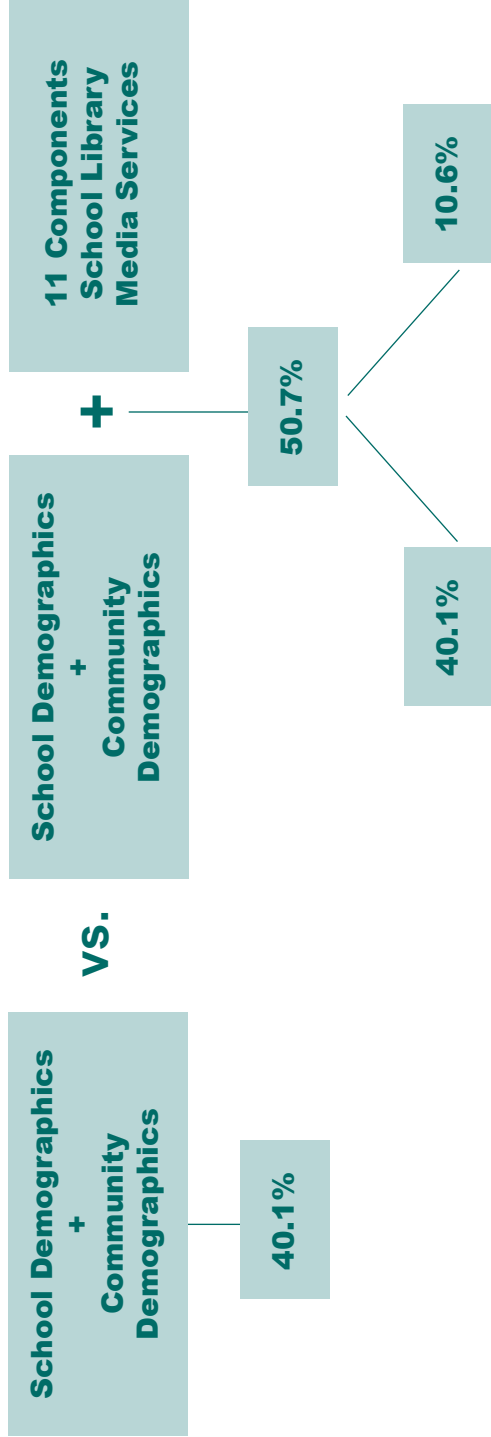 School Demographics
+
Community
Demographics
40.1%
vs.
School Demographics
+
Community
Demographics
+
11 Components
School Library
Media Services
50.7%
40.1%
10.6%